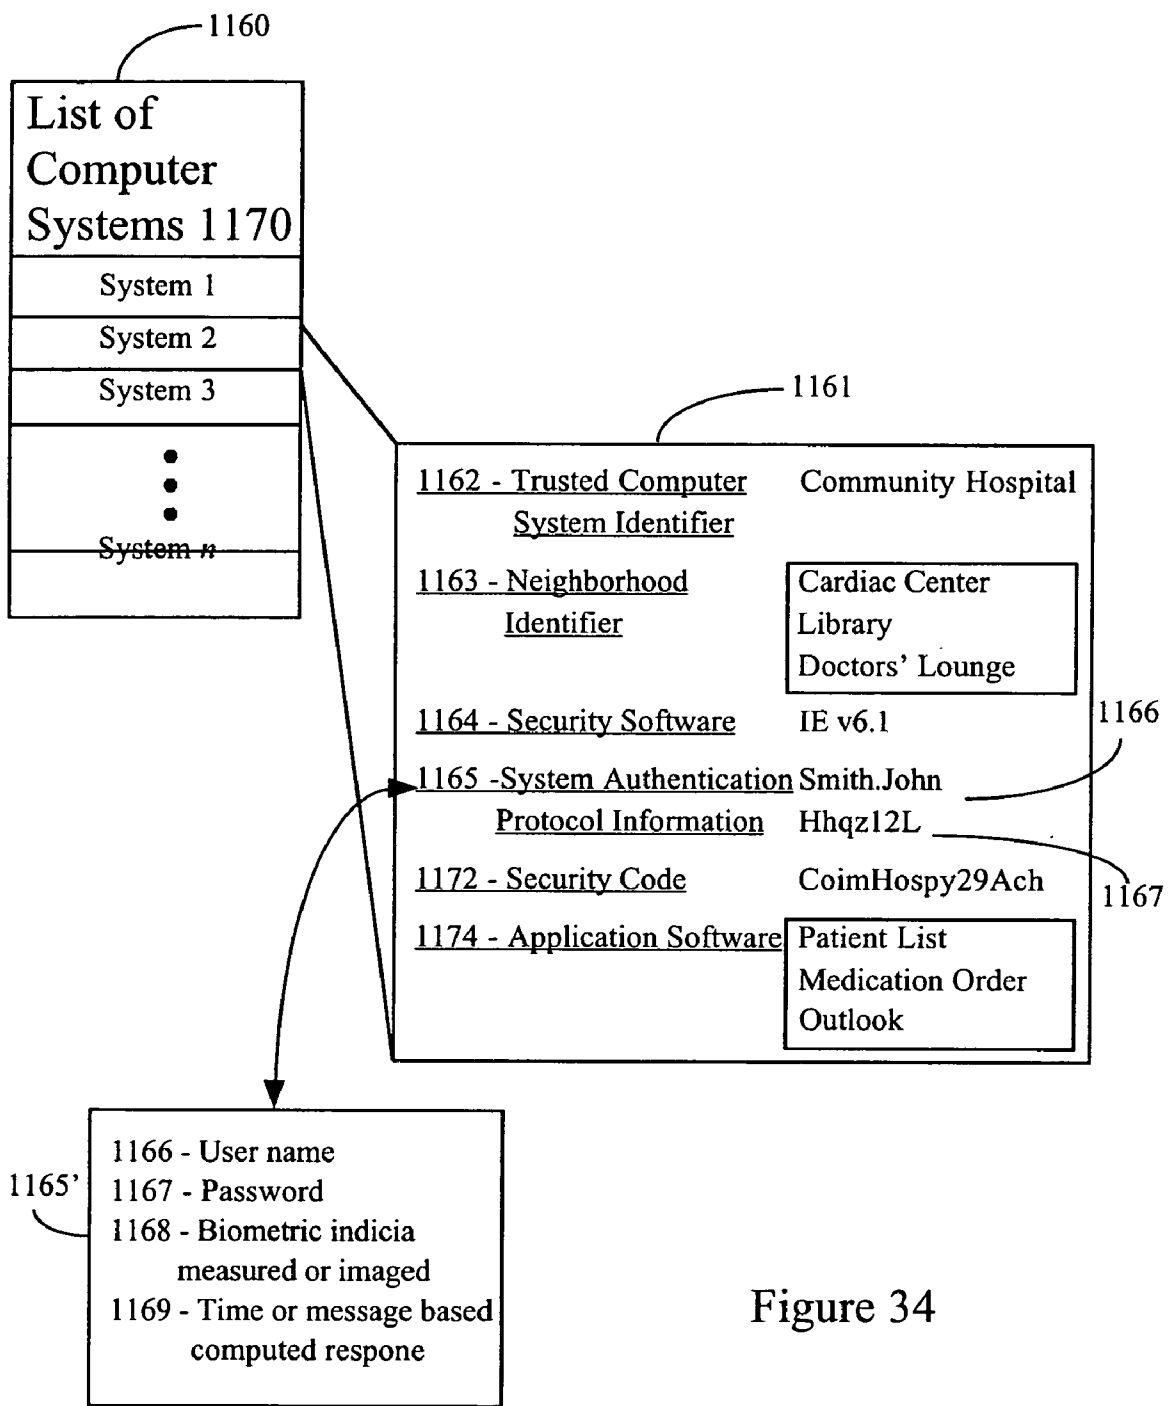 1160
List of
Computer
Systems 1170
System 1
System 2
System 3
System n
1161
1162 - Trusted Computer
System Identifier
Community Hospital
1163 - Neighborhood
Identifier
Cardiac Center
Library
Doctors' Lounge
1164 - Security Software
IE v6.1
1166
1165 -System Authentication
Protocol Information
Smith.John
Hhqz12L
1167
1172 - Security Code
CoimHospy29Ach
1174 - Application Software
Patient List
Medication Order
Outlook
1165’
1166 - User name
1167 - Password
1168 - Biometric indicia
measured or imaged
1169 - Time or message based
computed respone
Figure 34